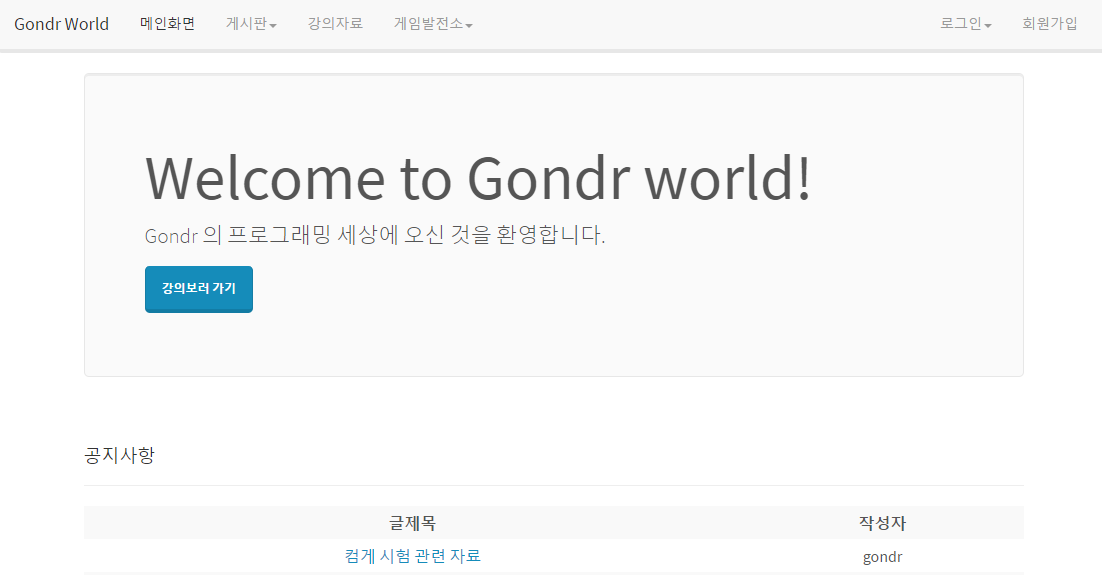 Gondr World 메인화면 게시판 강의자료 게임발전소 로그인 회원가입
Welcome to Gondr world!
Gondr 의 프로그래밍 세상에 오신 것을 환영합니다.
강의보러 가기
공지사항
글제목 작성자
컴게 시험 관련 자료 gondr